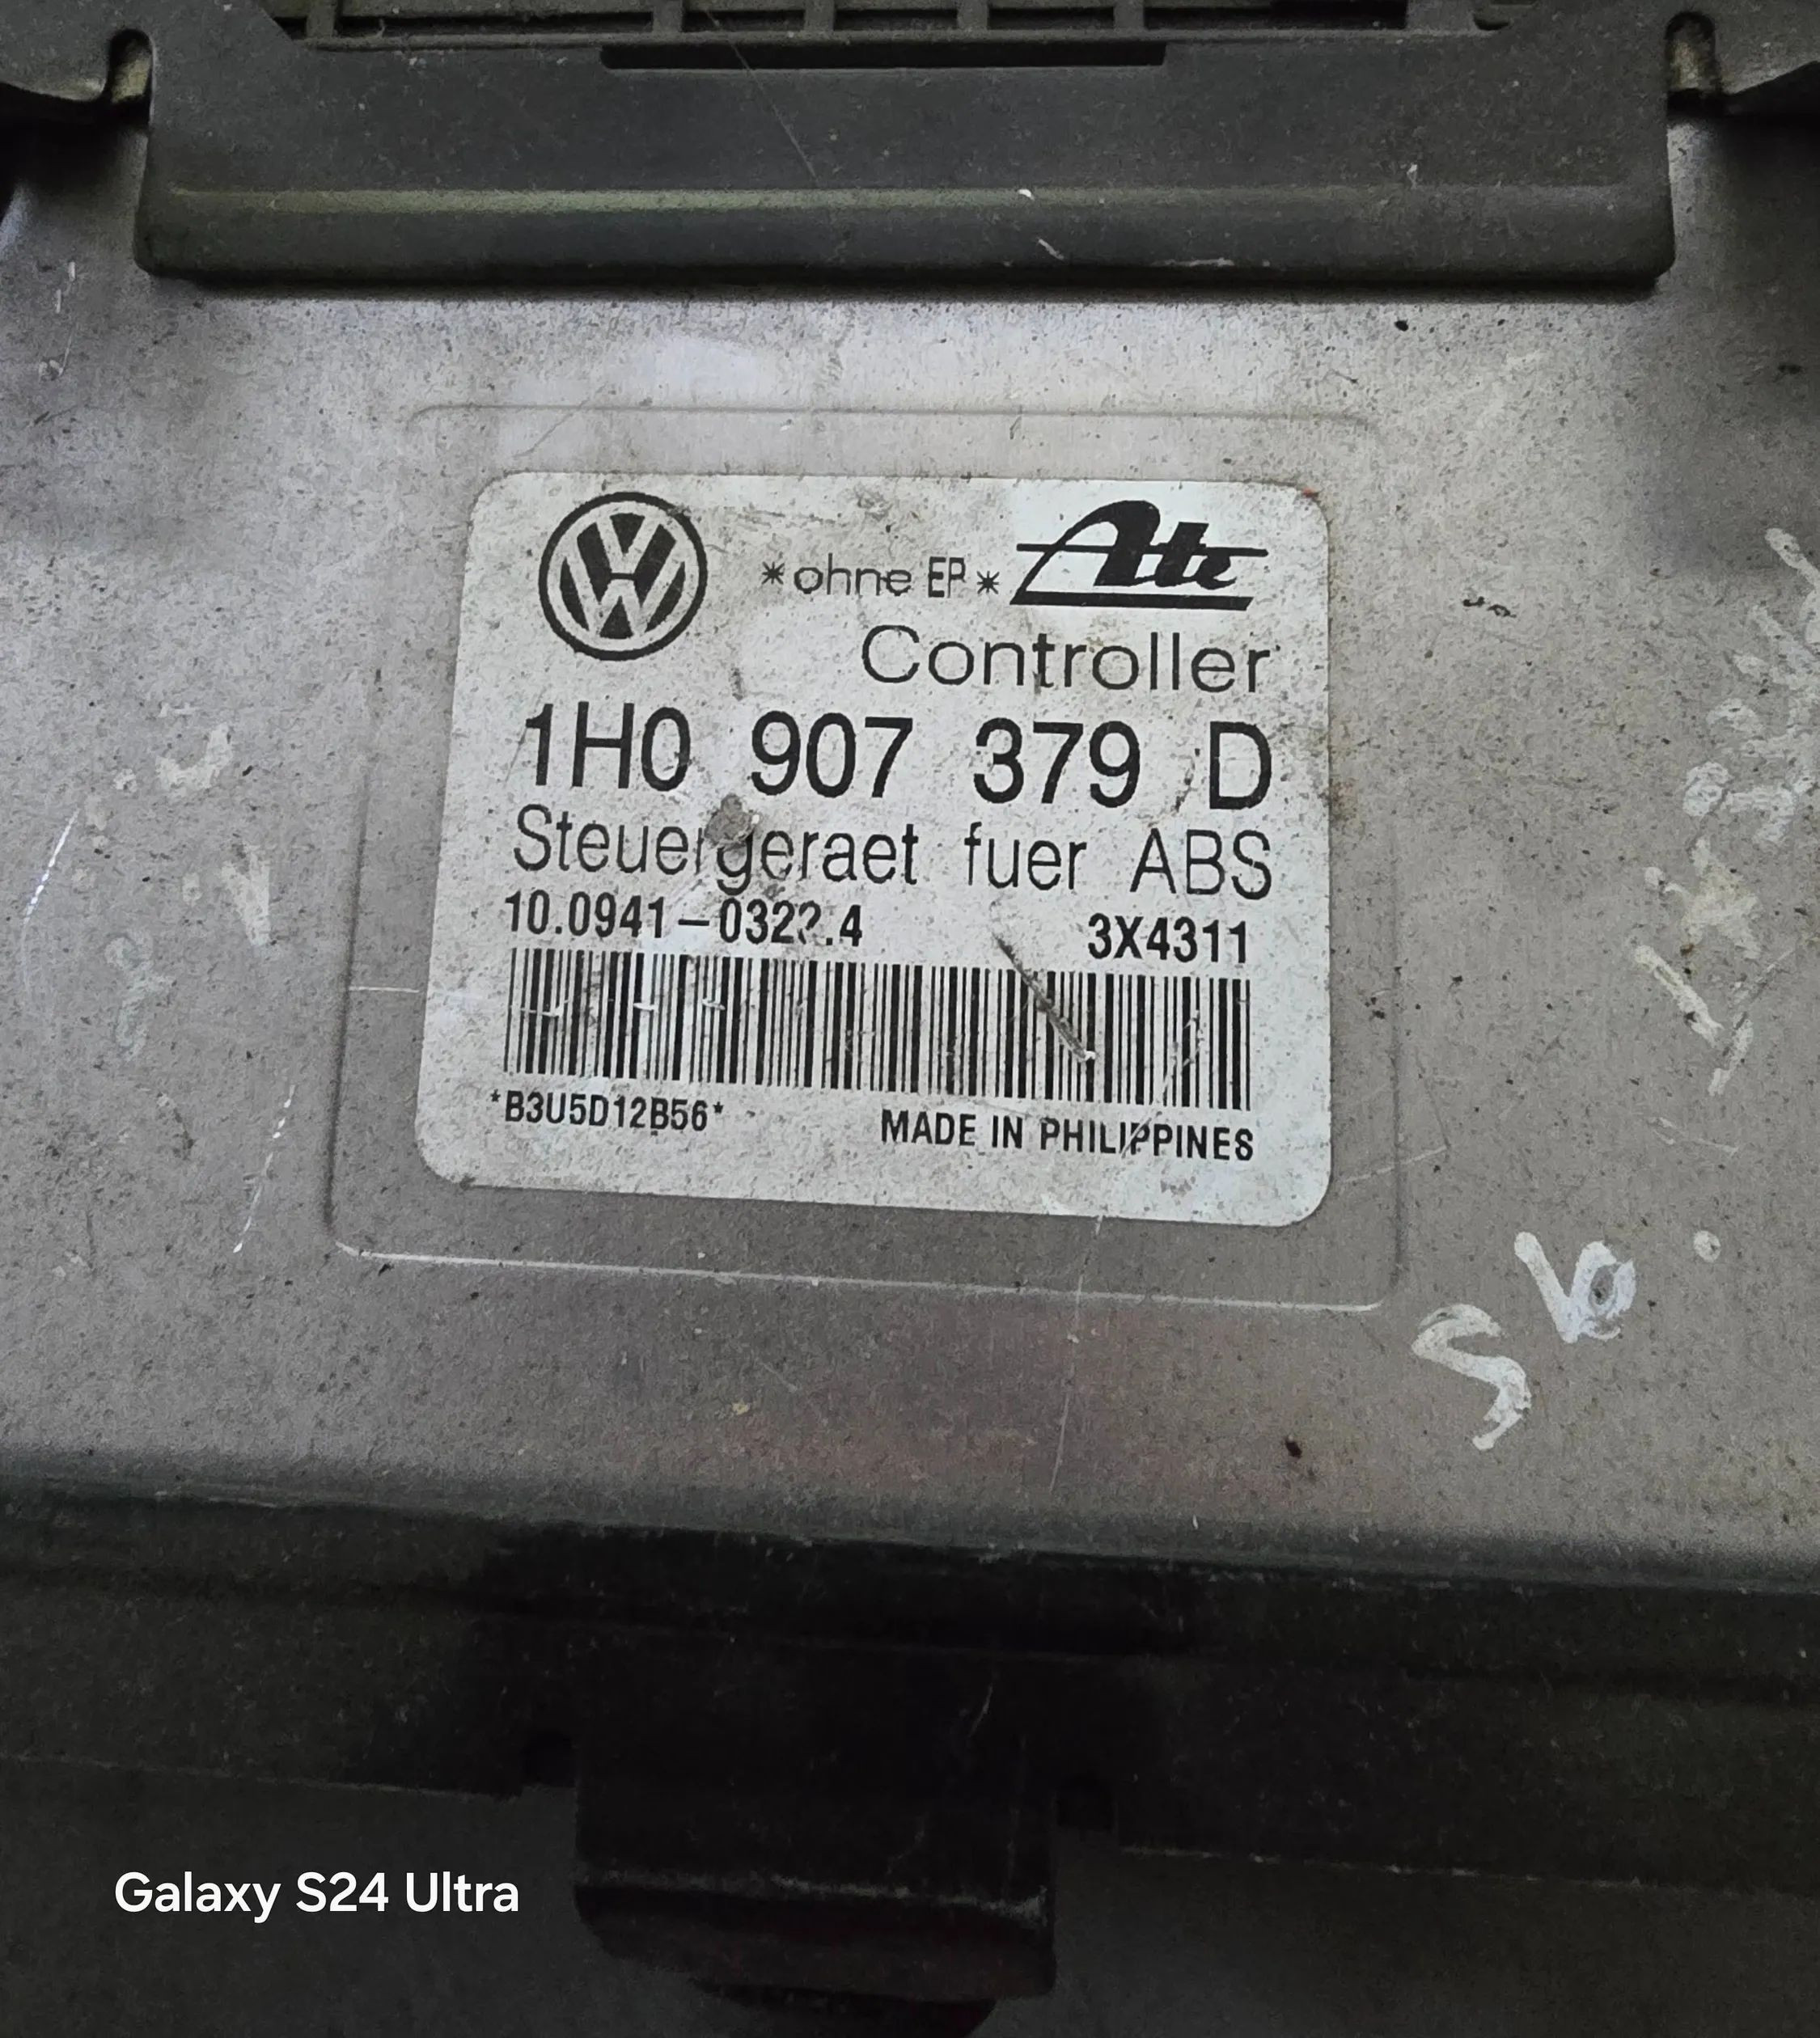 *ohne EP* Ate
Controller
1H0 907 379 D
Steuergeraet fuer ABS
3X4311
*B3U5D12B56*
MADE IN PHILIPPINES
Galaxy S24 Ultra